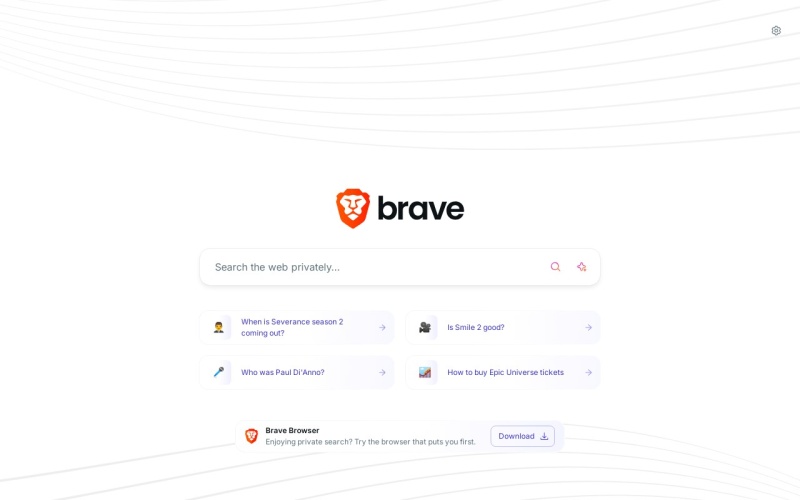 brave
Search the web privately...
When is Severance season 2
coming out?
Is Smile 2 good?
Who was Paul Di'Anno?
How to buy Epic Universe tickets
Brave Browser
Enjoying private search? Try the browser that puts you first.
Download